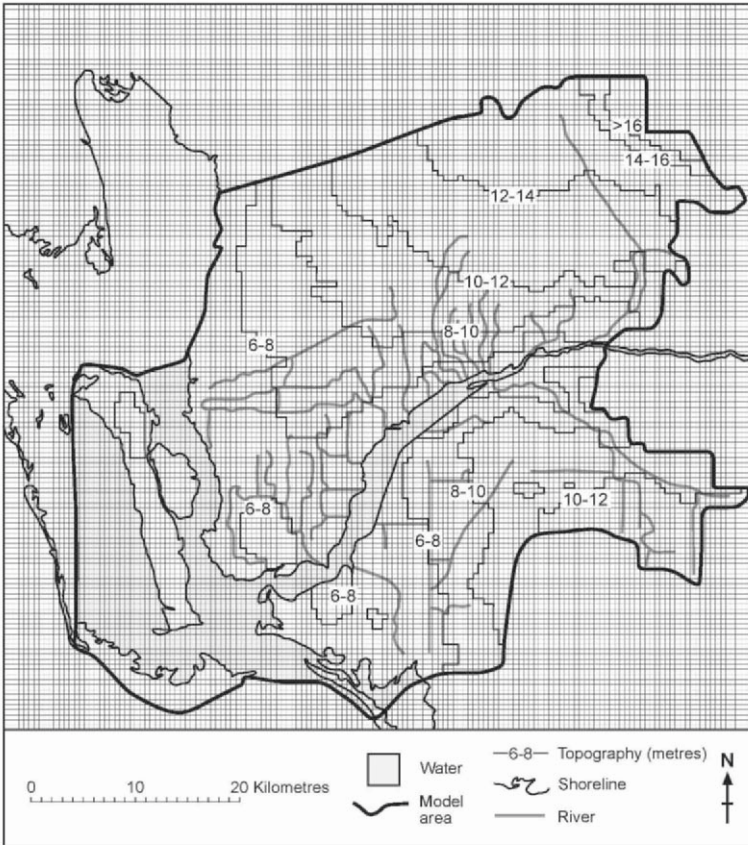 >16
14-16
12-14
10-12
8-10
6-8
8-10
6-8
10-12
6-8
6-8
0 10 20 Kilometres
Water
Model
area
6-8 Topography (metres)
Shoreline
River
N